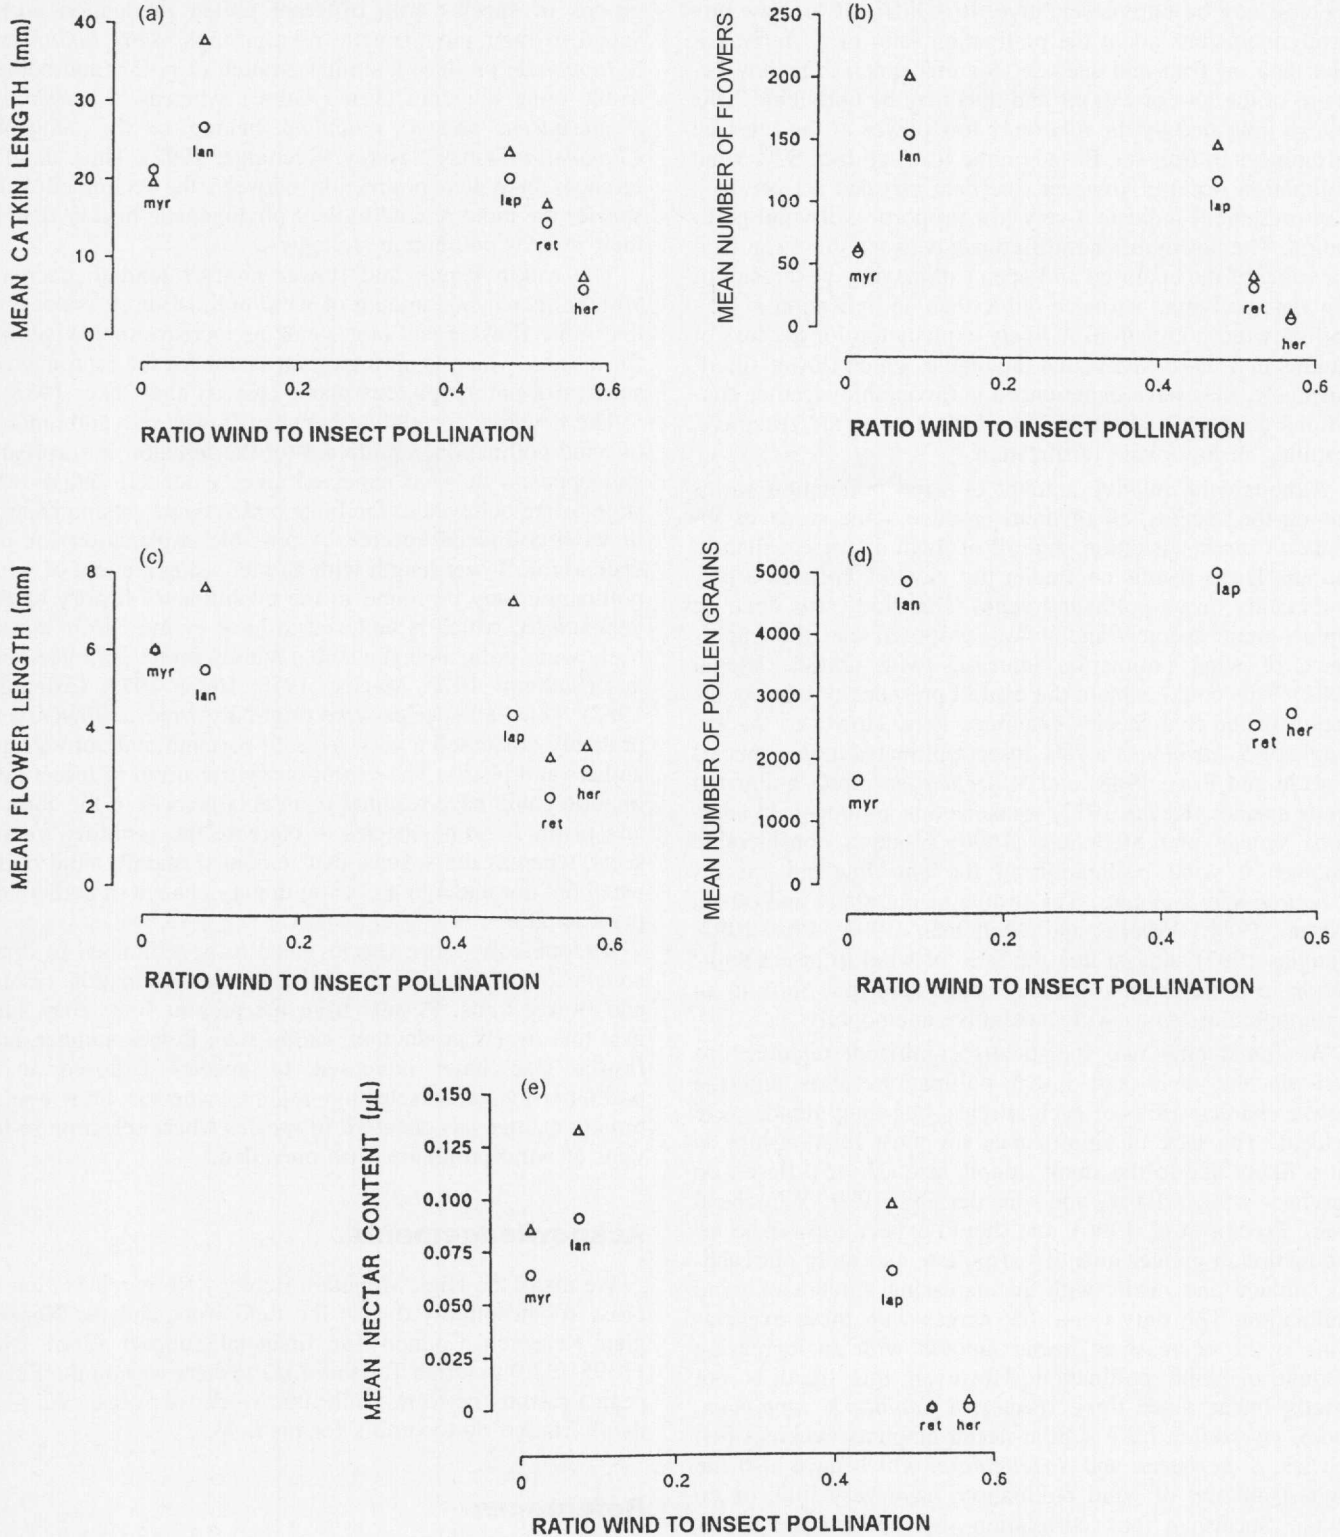 (a)
MEAN CATKIN LENGTH (mm)
40
30
20
10
0
myr
lan
lap
ret
her
0
0.2
0.4
0.6
RATIO WIND TO INSECT POLLINATION
(b)
MEAN NUMBER OF FLOWERS
250
200
150
100
50
0
myr
lan
lap
ret
her
0
0.2
0.4
0.6
RATIO WIND TO INSECT POLLINATION
(c)
MEAN FLOWER LENGTH (mm)
8
6
4
2
0
myr
lan
lap
ret
her
0
0.2
0.4
0.6
RATIO WIND TO INSECT POLLINATION
(d)
MEAN NUMBER OF POLLEN GRAINS
5000
4000
3000
2000
1000
0
myr
lan
lap
ret
her
0
0.2
0.4
0.6
RATIO WIND TO INSECT POLLINATION
(e)
MEAN NECTAR CONTENT (µL)
0.150
0.125
0.100
0.075
0.050
0.025
0
myr
lan
lap
ret
her
0
0.2
0.4
0.6
RATIO WIND TO INSECT POLLINATION